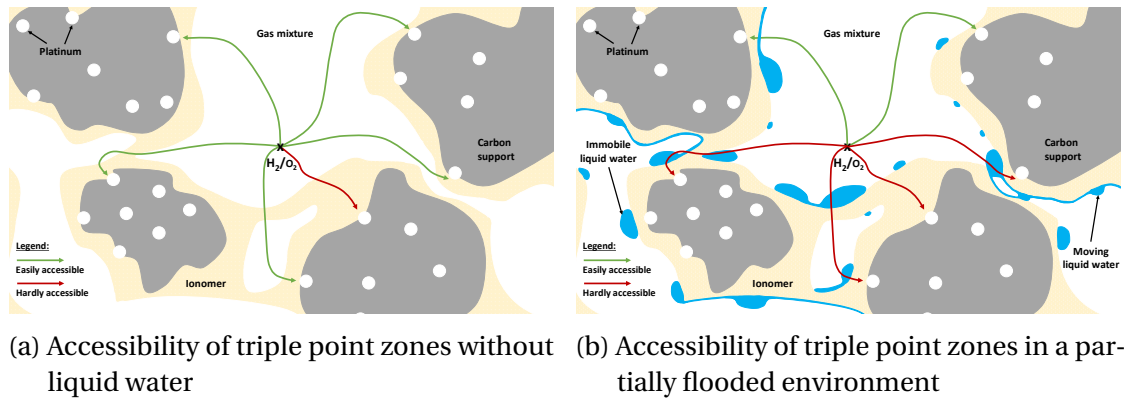 Platinum
Gas mixture
H2/O2
Carbon
support
Legend:
Easily accessible
Hardly accessible
Ionomer
Platinum
Gas mixture
Immobile
liquid water
H2/O2
Carbon
support
Legend:
Easily accessible
Hardly accessible
Ionomer
Moving
liquid water
(a) Accessibility of triple point zones without
liquid water
(b) Accessibility of triple point zones in a par-
tially flooded environment